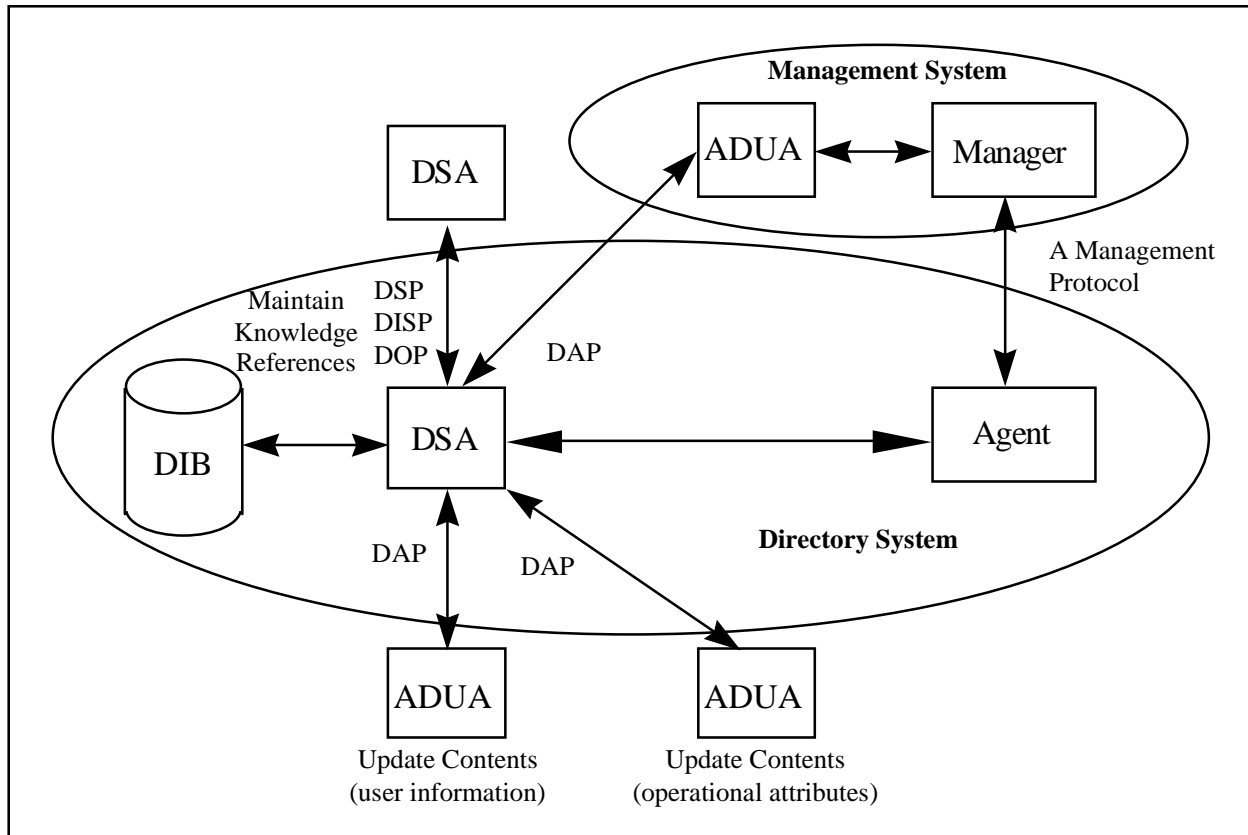 Management System
ADUA
Manager
DSA
A Management
Protocol
Maintain
Knowledge
References
DSP
DISP
DOP
DAP
DIB
DSA
Agent
Directory System
DAP
DAP
ADUA
ADUA
Update Contents
(user information)
Update Contents
(operational attributes)